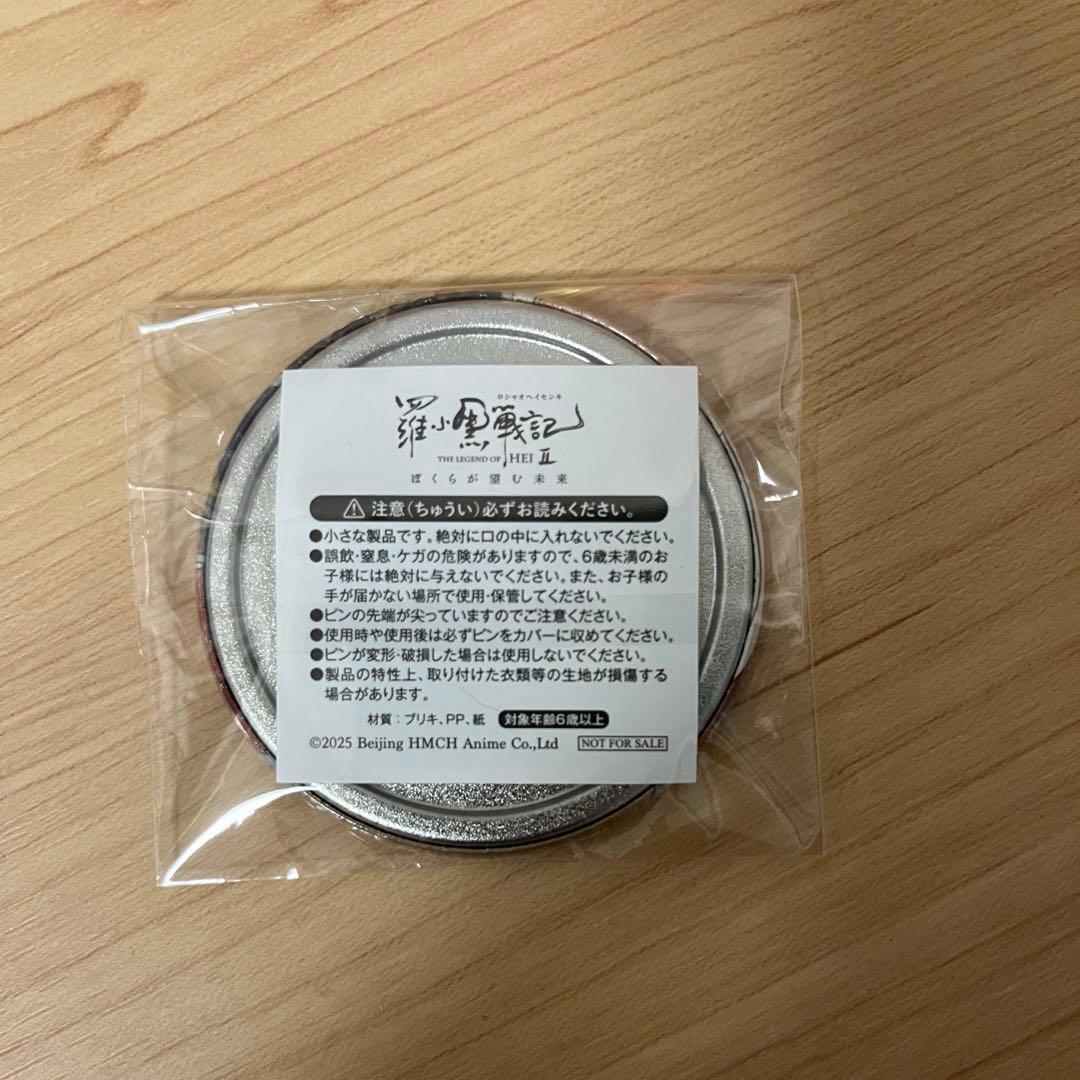 ロシャオヘイセンキ
羅小黒戦記
THE LEGEND OF HEI II
ぼくらが望む未来
注意(ちゅうい)必ずお読みください。
●小さな製品です。絶対に口の中に入れないでください。
●誤飲・窒息・ケガの危険がありますので、6歳未満のお
子様には絶対に与えないでください。また、お子様の
手が届かない場所で使用・保管してください。
●ピンの先端が尖っていますのでご注意ください。
●使用時や使用後は必ずピンをカバーに収めてください。
●ピンが変形・破損した場合は使用しないでください。
●製品の特性上、取り付けた衣類等の生地が損傷する
場合があります。
材質：ブリキ、PP、紙 対象年齢6歳以上
©2025 Beijing HMCH Anime Co.,Ltd NOT FOR SALE